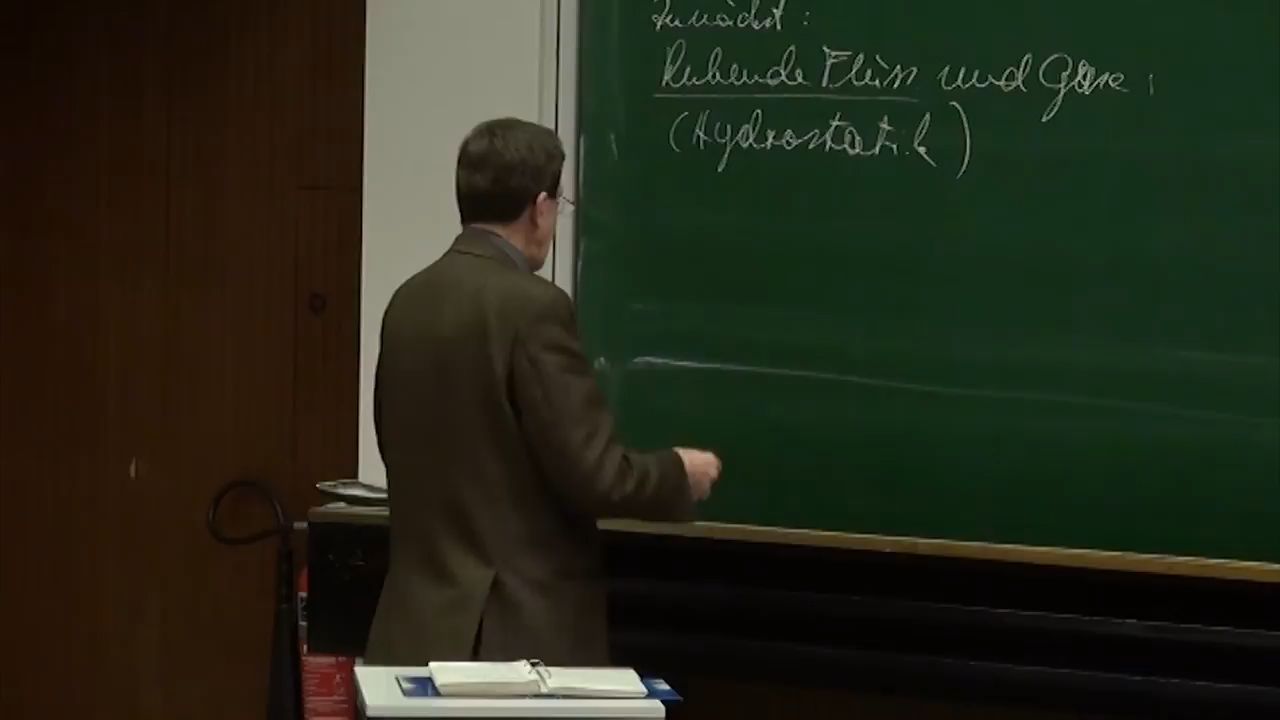 Zunächst :
Ruhende Flüss und Gase
(Hydrostatik)